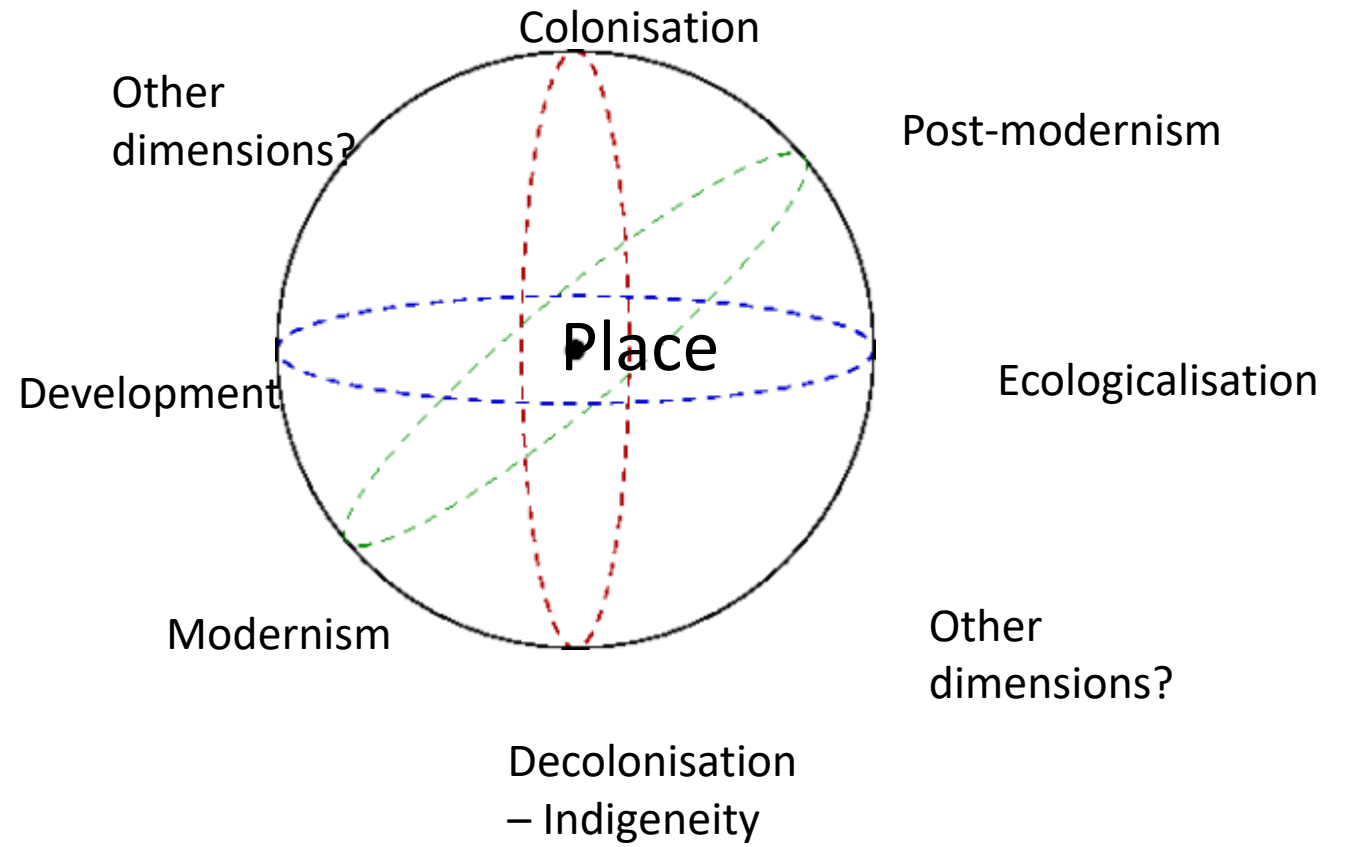 Colonisation
Other
dimensions?
Post-modernism
Place
Development
Ecologicalisation
Modernism
Other
dimensions?
Decolonisation
– Indigeneity